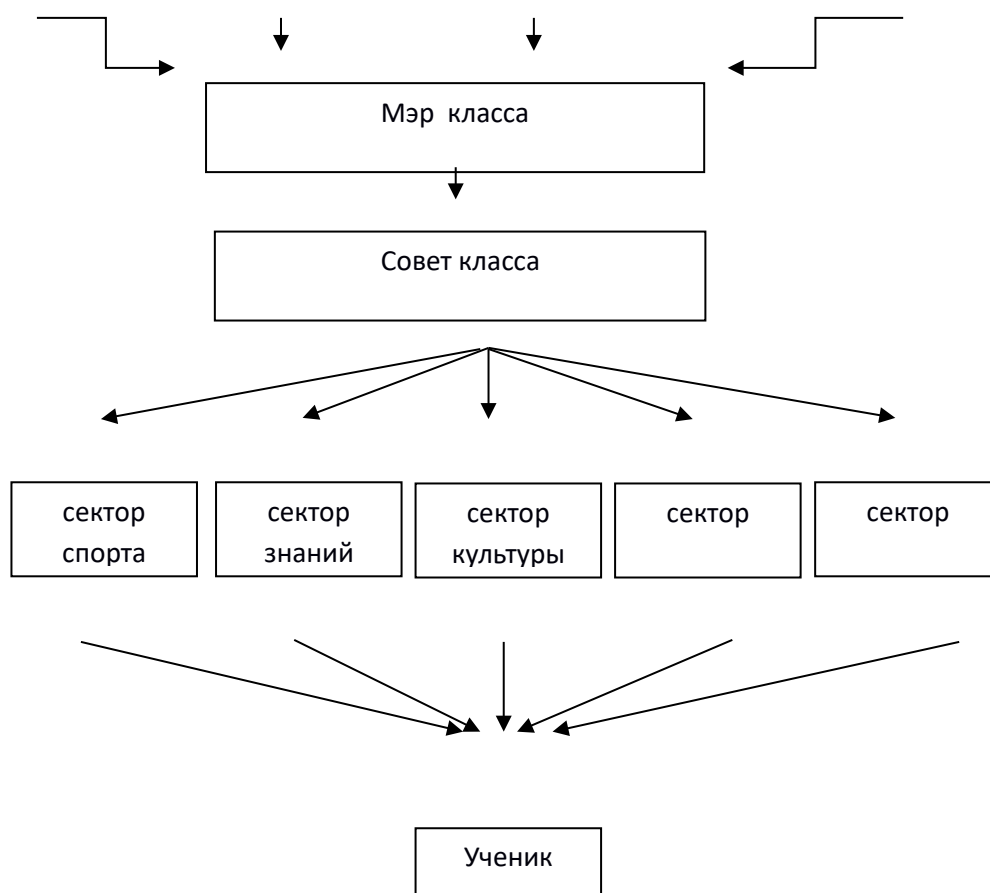 Мэр класса
Совет класса
сектор
спорта
сектор
знаний
сектор
культуры
сектор
сектор
Ученик